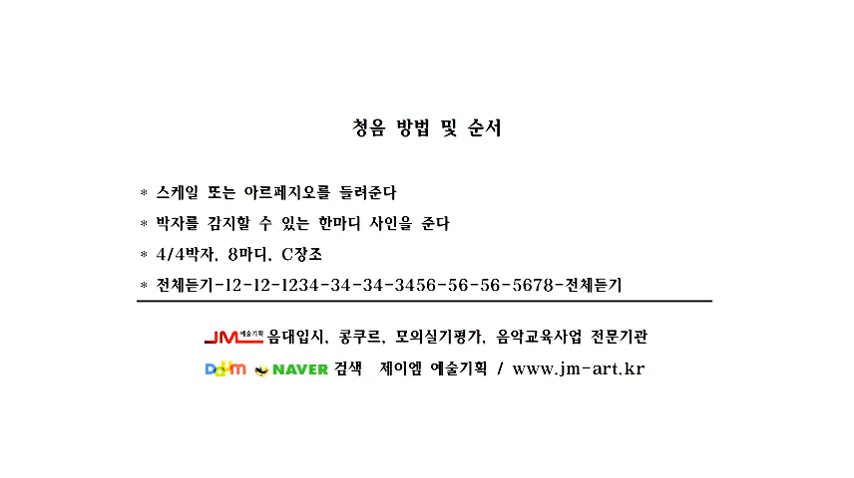 청음 방법 및 순서
* 스케일 또는 아르페지오를 들려준다
* 박자를 감지할 수 있는 한마디 사인을 준다
* 4/4박자, 8마디, C장조
* 전체듣기-12-12-1234-34-34-3456-56-56-5678-전체듣기
JM예술기획 음대입시, 콩쿠르, 모의실기평가, 음악교육사업 전문기관
Daum NAVER 검색 제이엠 예술기획 / www.jm-art.kr